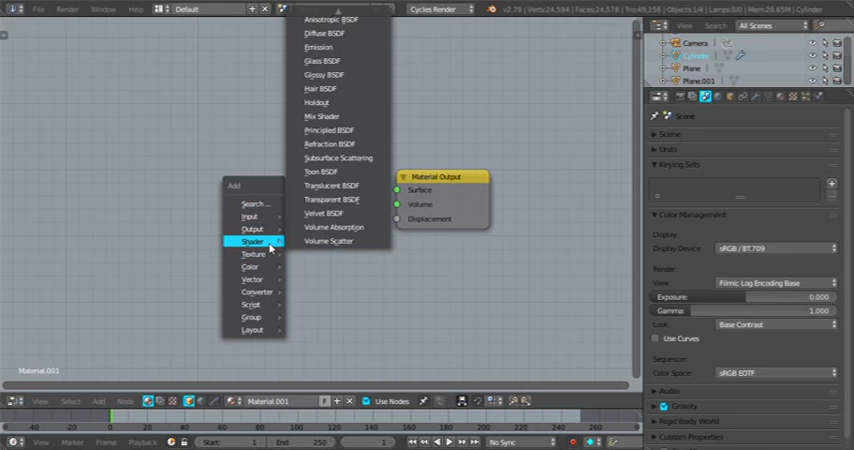 File Render Window Help Default Cycles Render v2.79 | Verts:24,584 | Faces:24,578 | Tris:49,156 | Objects:1/4 | Lamps:0/0 | Mem:26.65M | Cylinder
View Search All Scenes
Camera
Cylinder
Plane
Plane.001
Scene
Scene
Units
Keying Sets
Color Management
Display:
Display Device: sRGB / BT.709
Render:
View: Filmic Log Encoding Base
Exposure: 0.000
Gamma: 1.000
Look: Base Contrast
Use Curves
Sequencer:
Color Space: sRGB EOTF
Audio
Gravity
Rigid Body World
Custom Properties
Anisotropic BSDF
Diffuse BSDF
Emission
Glass BSDF
Glossy BSDF
Hair BSDF
Holdout
Mix Shader
Principled BSDF
Refraction BSDF
Subsurface Scattering
Toon BSDF
Translucent BSDF
Transparent BSDF
Velvet BSDF
Volume Absorption
Volume Scatter
Add
Search ...
Input
Output
Shader
Texture
Color
Vector
Converter
Script
Group
Layout
Material Output
Surface
Volume
Displacement
Material.001
View Select Add Node Material.001 F Use Nodes
-40 -20 0 20 40 60 80 100 120 140 160 180 200 220 240 260 280
View Marker Frame Playback Start: 1 End: 250 1 No Sync